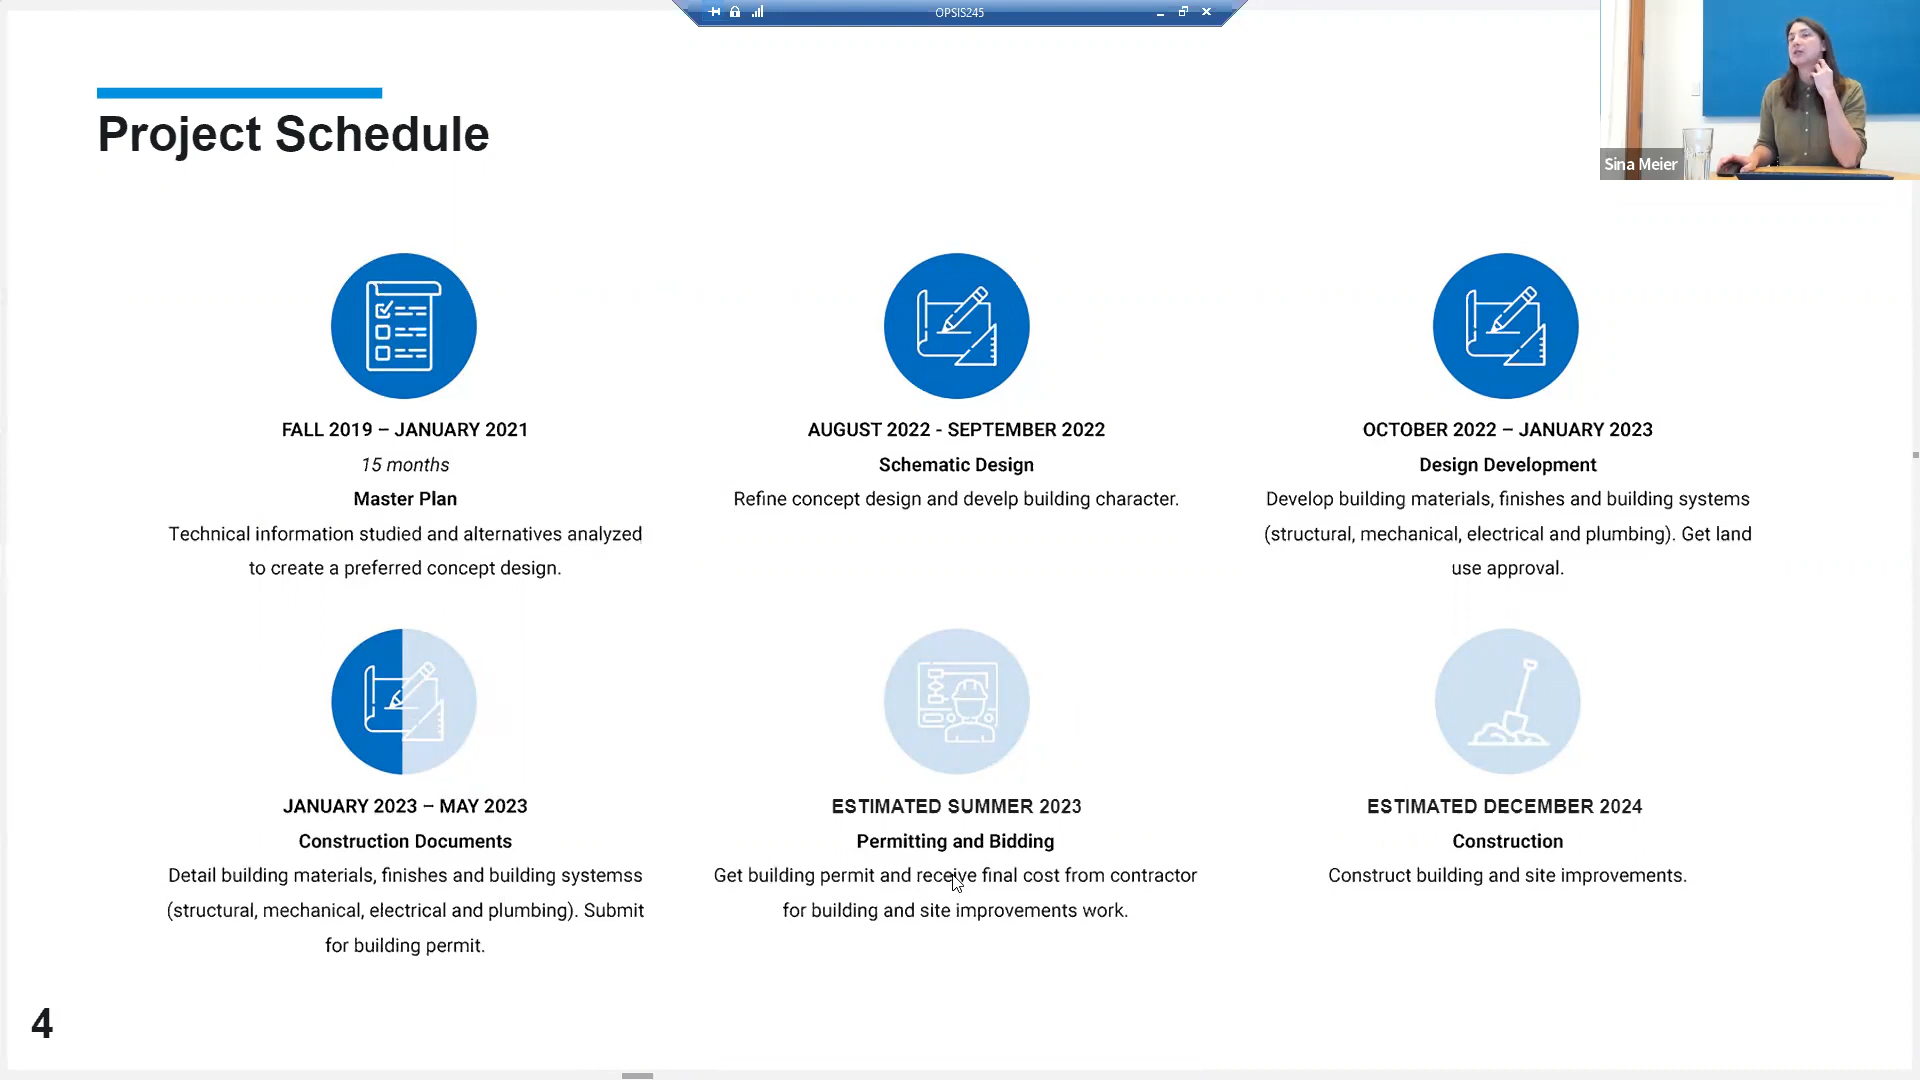 OPSIS245
Sina Meier
Project Schedule
FALL 2019 – JANUARY 2021
15 months
Master Plan
Technical information studied and alternatives analyzed
to create a preferred concept design.
AUGUST 2022 - SEPTEMBER 2022
Schematic Design
Refine concept design and develp building character.
OCTOBER 2022 – JANUARY 2023
Design Development
Develop building materials, finishes and building systems
(structural, mechanical, electrical and plumbing). Get land
use approval.
JANUARY 2023 – MAY 2023
Construction Documents
Detail building materials, finishes and building systemss
(structural, mechanical, electrical and plumbing). Submit
for building permit.
ESTIMATED SUMMER 2023
Permitting and Bidding
Get building permit and receive final cost from contractor
for building and site improvements work.
ESTIMATED DECEMBER 2024
Construction
Construct building and site improvements.
4